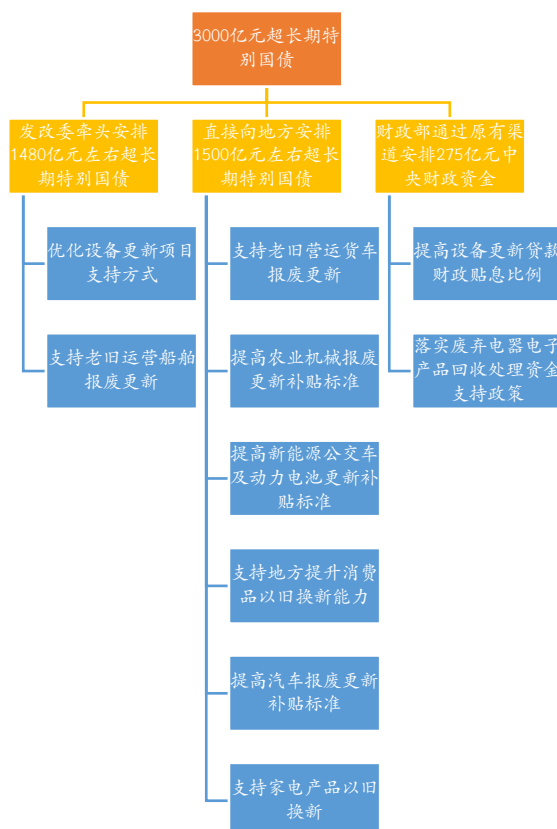 3000亿元超长期特
别国债
发改委牵头安排
1480亿元左右超长
期特别国债
直接向地方安排
1500亿元左右超长
期特别国债
财政部通过原有渠
道安排275亿元中
央财政资金
优化设备更新项目
支持方式
支持老旧运营船舶
报废更新
支持老旧营运货车
报废更新
提高农业机械报废
更新补贴标准
提高新能源公交车
及动力电池更新补
贴标准
支持地方提升消费
品以旧换新能力
提高汽车报废更新
补贴标准
支持家电产品以旧
换新
提高设备更新贷款
财政贴息比例
落实废弃电器电子
产品回收处理资金
支持政策